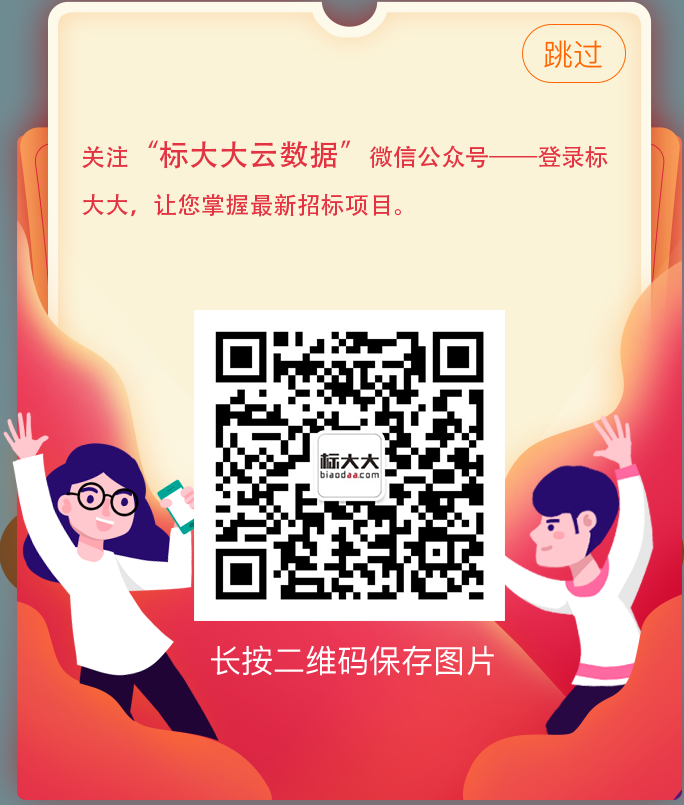 跳过
关注“标大大云数据”微信公众号——登录标
大大，让您掌握最新招标项目。
标大大
biaodaa.com
长按二维码保存图片